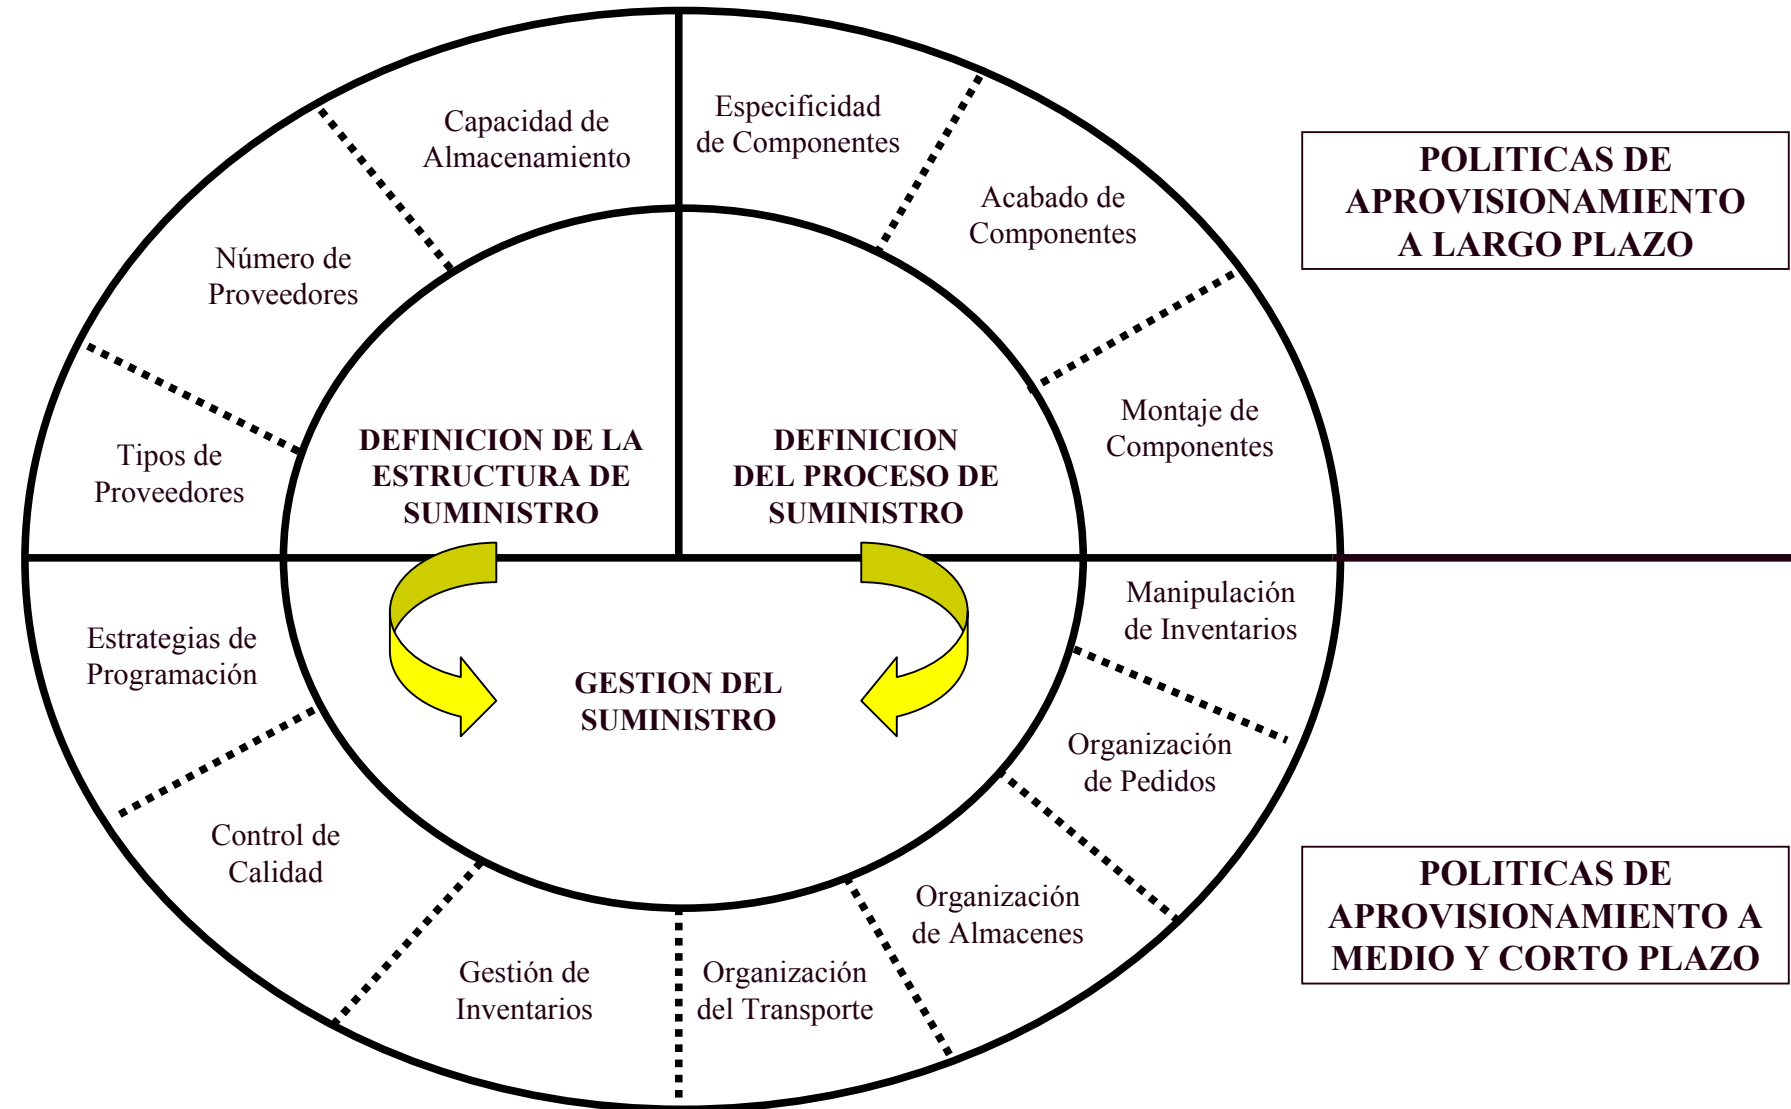 Capacidad de
Almacenamiento
Especificidad
de Componentes
Acabado de
Componentes
POLITICAS DE
APROVISIONAMIENTO
A LARGO PLAZO
Número de
Proveedores
Montaje de
Componentes
Tipos de
Proveedores
DEFINICION DE LA
ESTRUCTURA DE
SUMINISTRO
DEFINICION
DEL PROCESO DE
SUMINISTRO
Manipulación
de Inventarios
Estrategias de
Programación
GESTION DEL
SUMINISTRO
Organización
de Pedidos
Control de
Calidad
Organización
de Almacenes
POLITICAS DE
APROVISIONAMIENTO A
MEDIO Y CORTO PLAZO
Gestión de
Inventarios
Organización
del Transporte